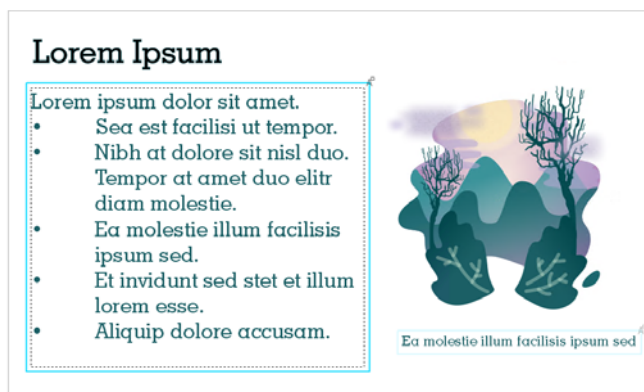 Lorem Ipsum
Lorem ipsum dolor sit amet.
• Sea est facilisi ut tempor.
• Nibh at dolore sit nisl duo.
Tempor at amet duo elitr
diam molestie.
• Ea molestie illum facilisis
ipsum sed.
• Et invidunt sed stet et illum
lorem esse.
• Aliquip dolore accusam.
Ea molestie illum facilisis ipsum sed